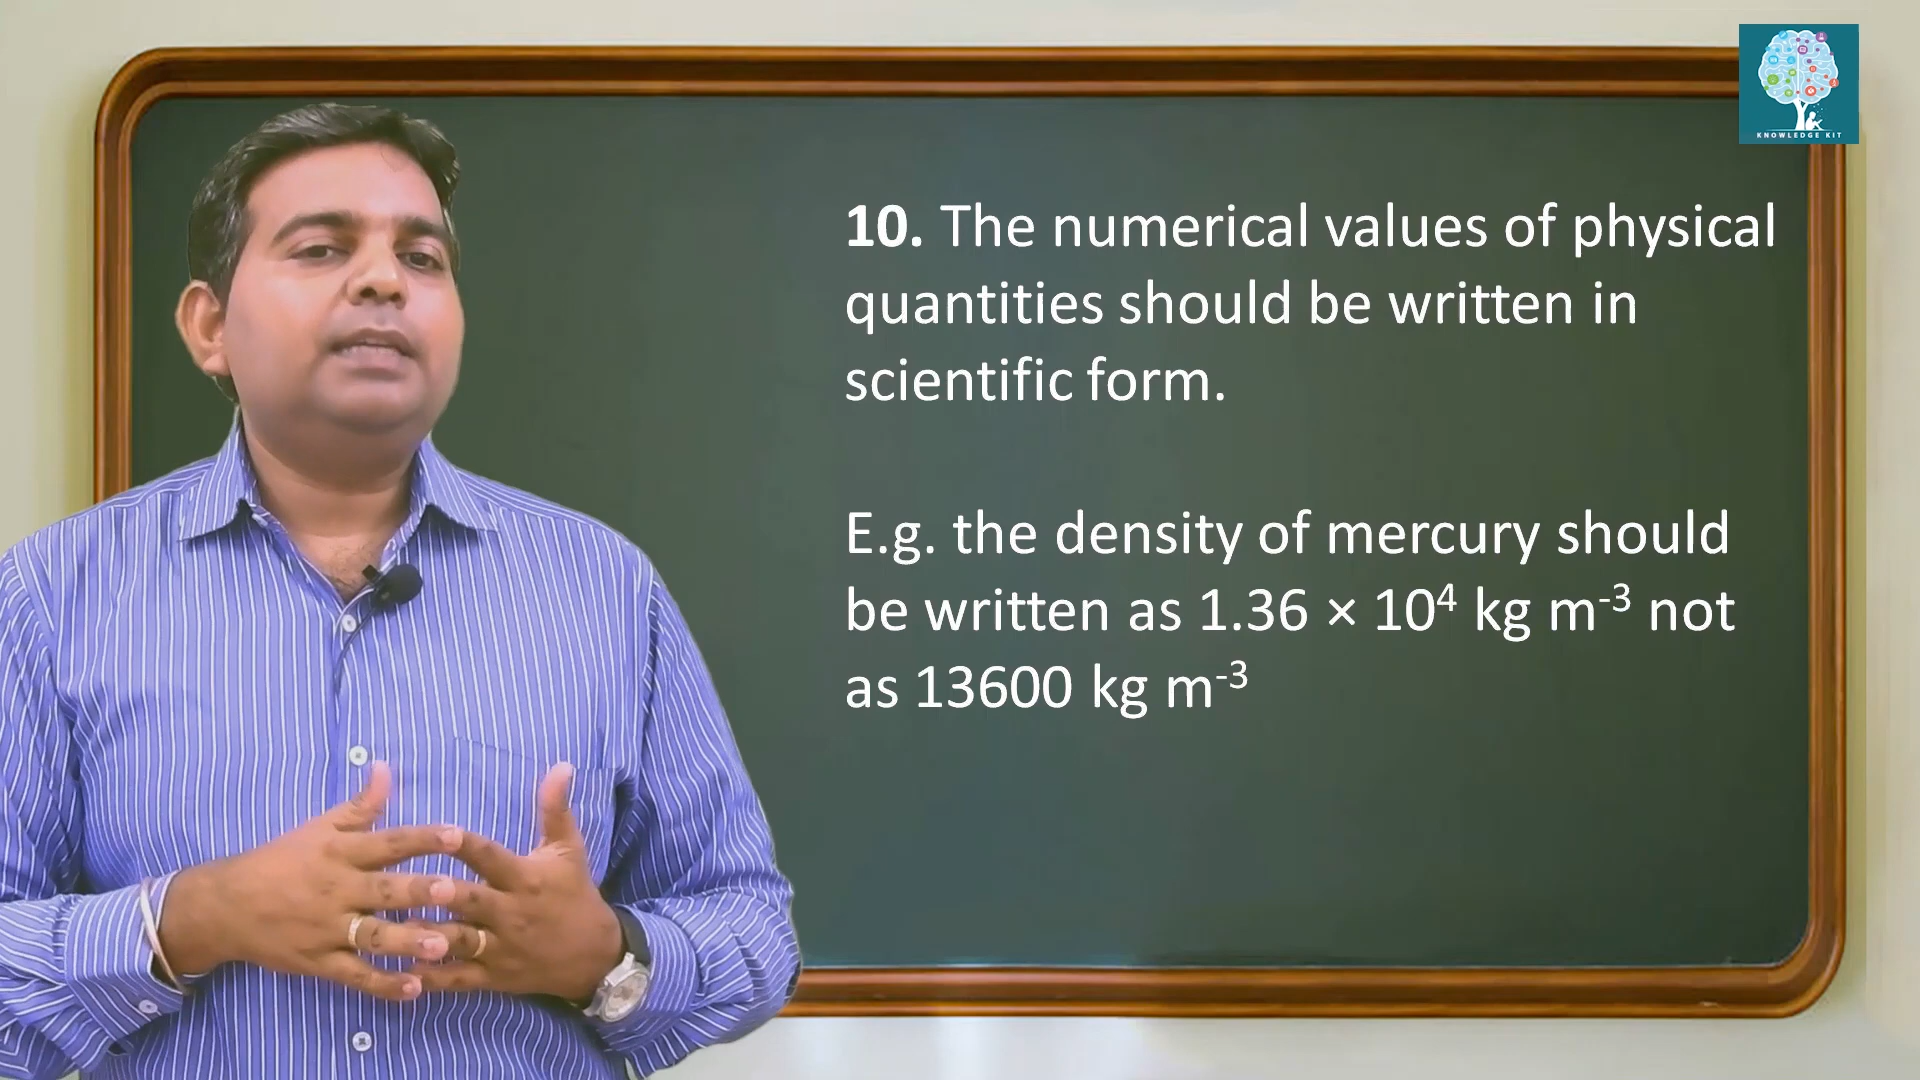 KNOWLEDGE KIT
10. The numerical values of physical
quantities should be written in
scientific form.
E.g. the density of mercury should
be written as 1.36 × 10⁴ kg m⁻³ not
as 13600 kg m⁻³